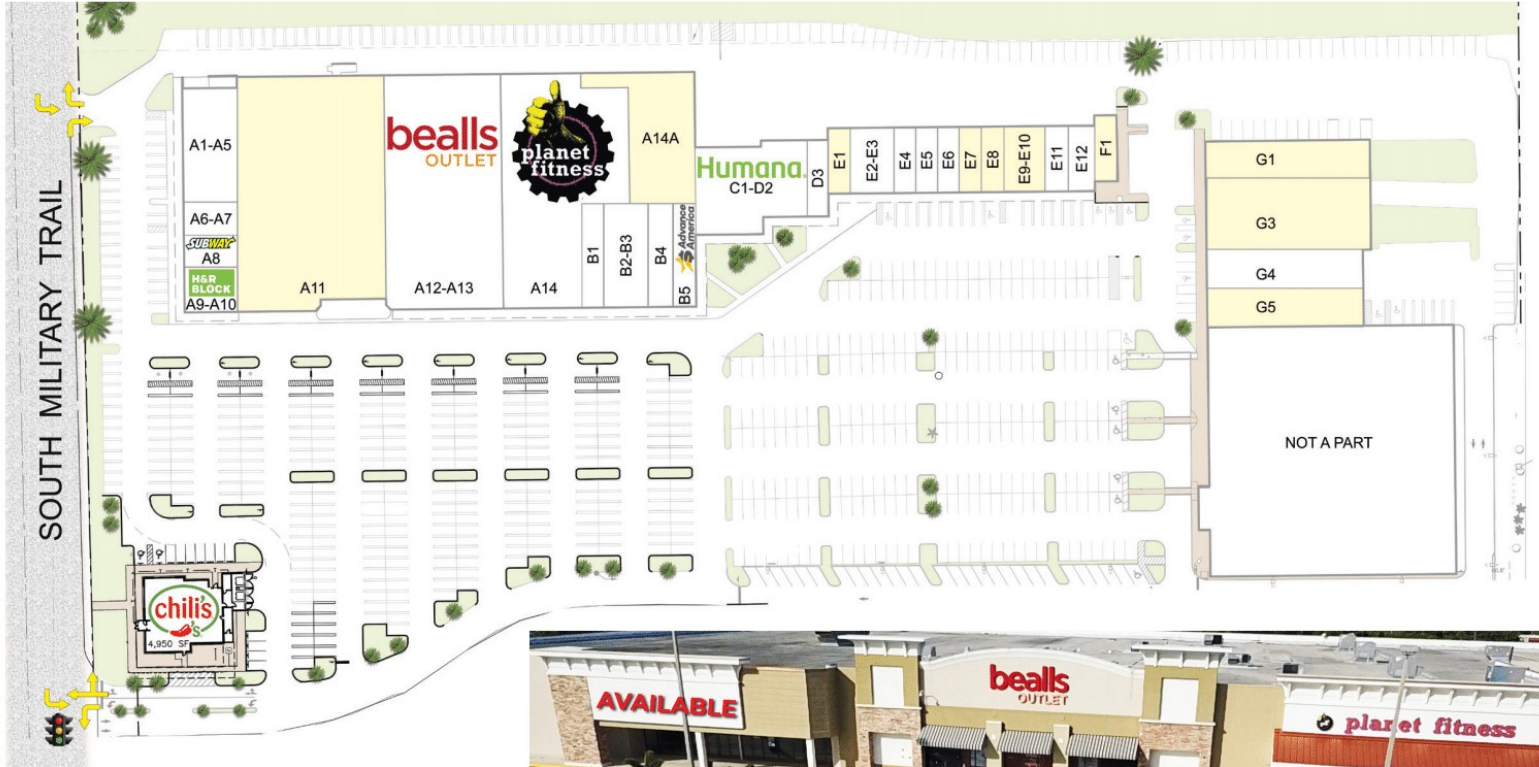 SOUTH MILITARY TRAIL
A1-A5
A6-A7
SUBWAY
A8
H&R
BLOCK
A9-A10
A11
bealls
OUTLET
A12-A13
planet
fitness
A14
A14A
B1
B2-B3
B4
Advance
America
B5
Humana
C1-D2
D3
E1
E2-E3
E4
E5
E6
E7
E8
E9-E10
E11
E12
F1
G1
G3
G4
G5
NOT A PART
chili's
4,950 SF
AVAILABLE
bealls
OUTLET
planet fitness